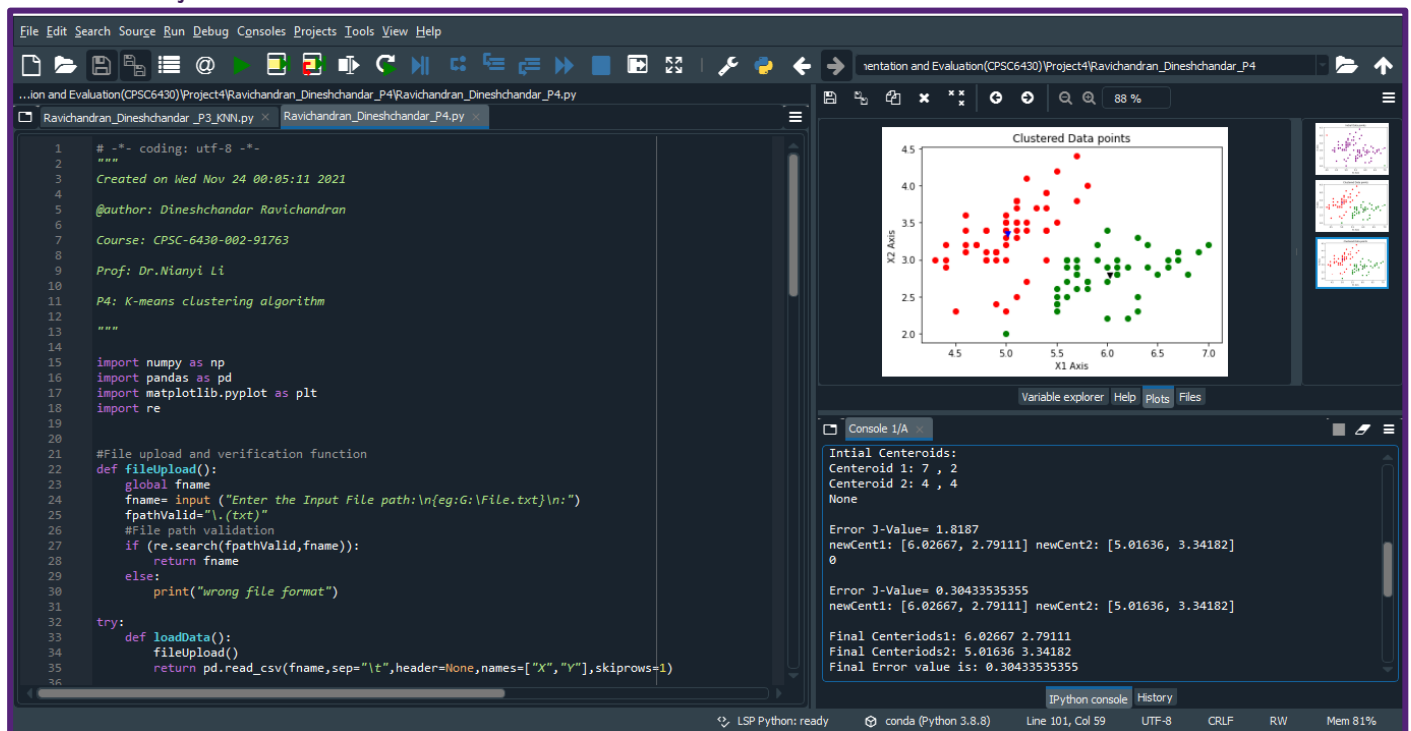 File Edit Search Source Run Debug Consoles Projects Tools View Help
nentation and Evaluation(CPSC6430)\Project4\Ravichandran_Dineshchandar_P4
...ion and Evaluation(CPSC6430)\Project4\Ravichandran_Dineshchandar_P4\Ravichandran_Dineshchandar_P4.py
Ravichandran_Dineshchandar _P3_KNN.py
Ravichandran_Dineshchandar_P4.py
1 # -*- coding: utf-8 -*-
2 """
3 Created on Wed Nov 24 00:05:11 2021
4
5 @author: Dineshchandar Ravichandran
6
7 Course: CPSC-6430-002-91763
8
9 Prof: Dr.Nianyi Li
10
11 P4: K-means clustering algorithm
12
13 """
14
15 import numpy as np
16 import pandas as pd
17 import matplotlib.pyplot as plt
18 import re
19
20
21 #File upload and verification function
22 def fileUpload():
23 global fname
24 fname= input ("Enter the Input File path:\n{eg:G:\File.txt}\n:")
25 fpathValid="\.(txt)"
26 #File path validation
27 if (re.search(fpathValid,fname)):
28 return fname
29 else:
30 print("wrong file format")
31
32 try:
33 def loadData():
34 fileUpload()
35 return pd.read_csv(fname,sep="\t",header=None,names=["X","Y"],skiprows=1)
36
88 %
Clustered Data points
4.5
4.0
3.5
3.0
2.5
2.0
X2 Axis
4.5 5.0 5.5 6.0 6.5 7.0
X1 Axis
Variable explorer Help Plots Files
Console 1/A
Intial Centeroids:
Centeroid 1: 7 , 2
Centeroid 2: 4 , 4
None
Error J-Value= 1.8187
newCent1: [6.02667, 2.79111] newCent2: [5.01636, 3.34182]
0
Error J-Value= 0.30433535355
newCent1: [6.02667, 2.79111] newCent2: [5.01636, 3.34182]
Final Centeriods1: 6.02667 2.79111
Final Centeriods2: 5.01636 3.34182
Final Error value is: 0.30433535355
IPython console History
LSP Python: ready conda (Python 3.8.8) Line 101, Col 59 UTF-8 CRLF RW Mem 81%